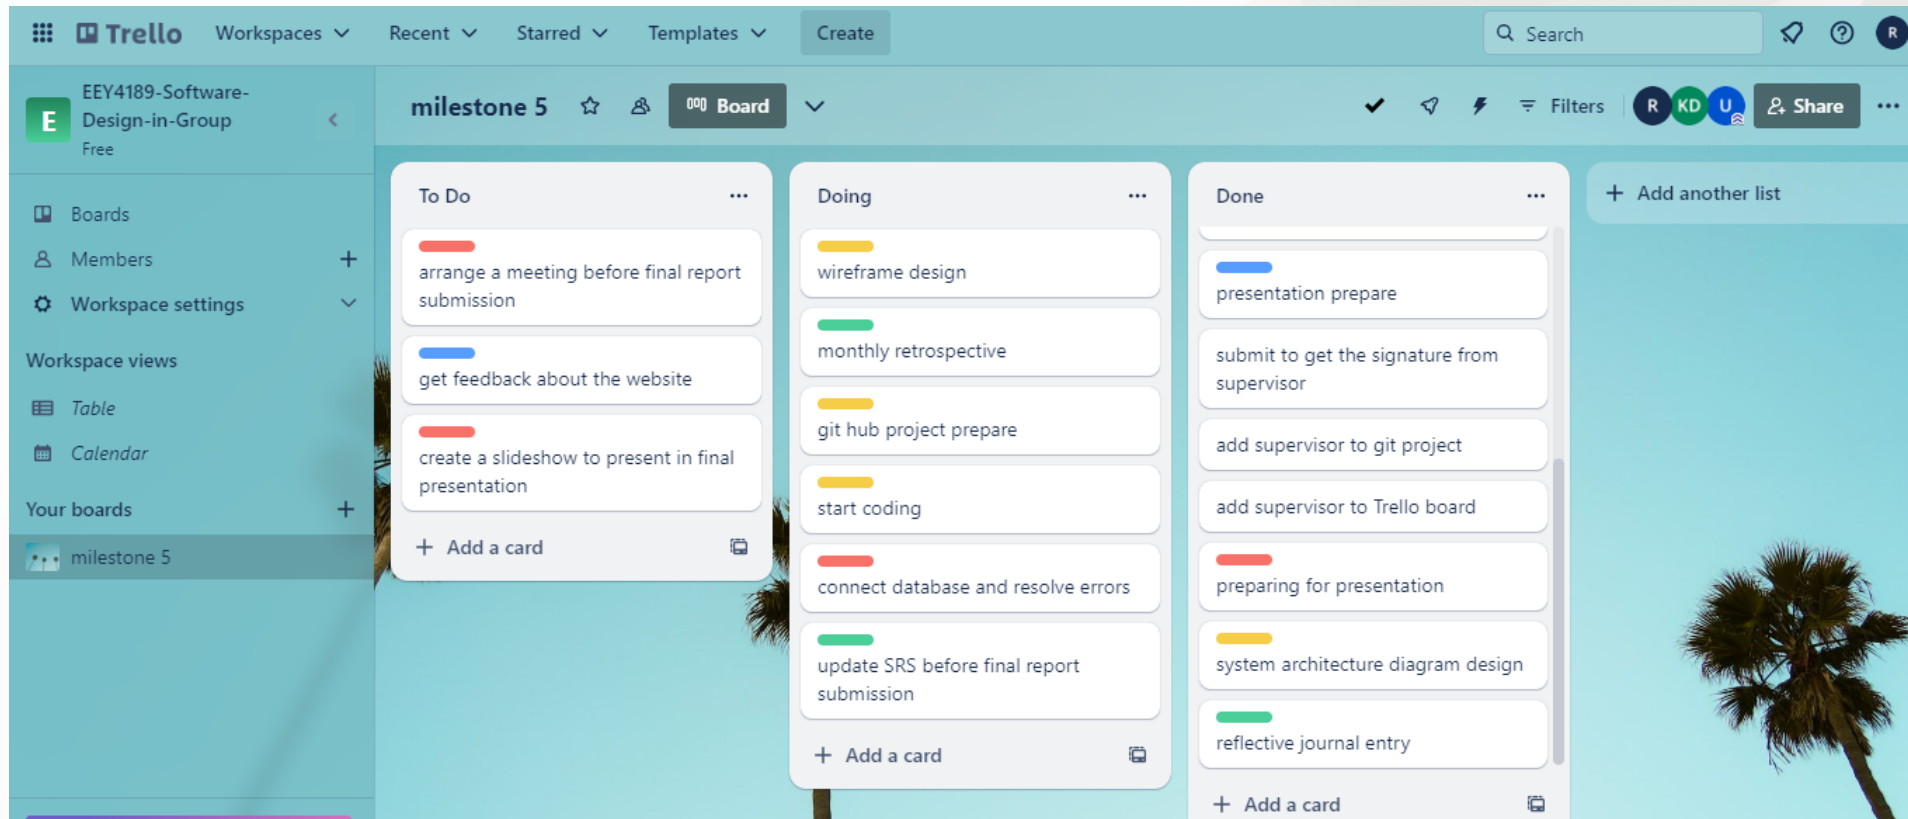 Trello
Workspaces
Recent
Starred
Templates
Create
Search
R
E
EEY4189-Software-
Design-in-Group
Free
milestone 5
Board
Filters
R
KD
U
Share
Boards
Members
Workspace settings
Workspace views
Table
Calendar
Your boards
milestone 5
To Do
arrange a meeting before final report
submission
get feedback about the website
create a slideshow to present in final
presentation
Add a card
Doing
wireframe design
monthly retrospective
git hub project prepare
start coding
connect database and resolve errors
update SRS before final report
submission
Add a card
Done
presentation prepare
submit to get the signature from
supervisor
add supervisor to git project
add supervisor to Trello board
preparing for presentation
system architecture diagram design
reflective journal entry
Add a card
Add another list